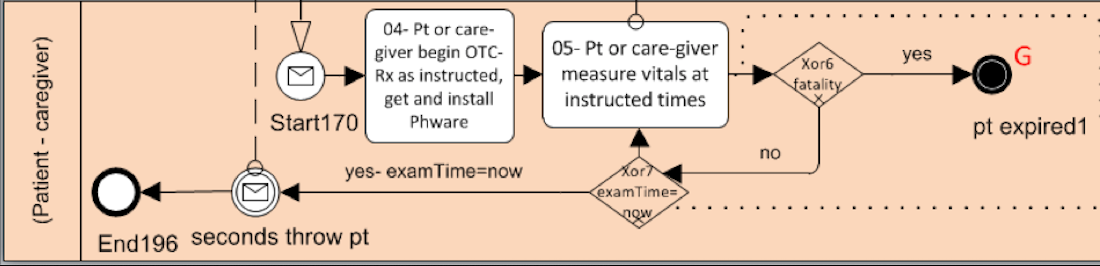 (Patient - caregiver)
04- Pt or care-
giver begin OTC-
Rx as instructed,
get and install
Phware
05- Pt or care-giver
measure vitals at
instructed times
Xor6
fatality
yes
G
pt expired1
Start170
no
Xor7
examTime=
now
yes- examTime=now
End196
seconds throw pt